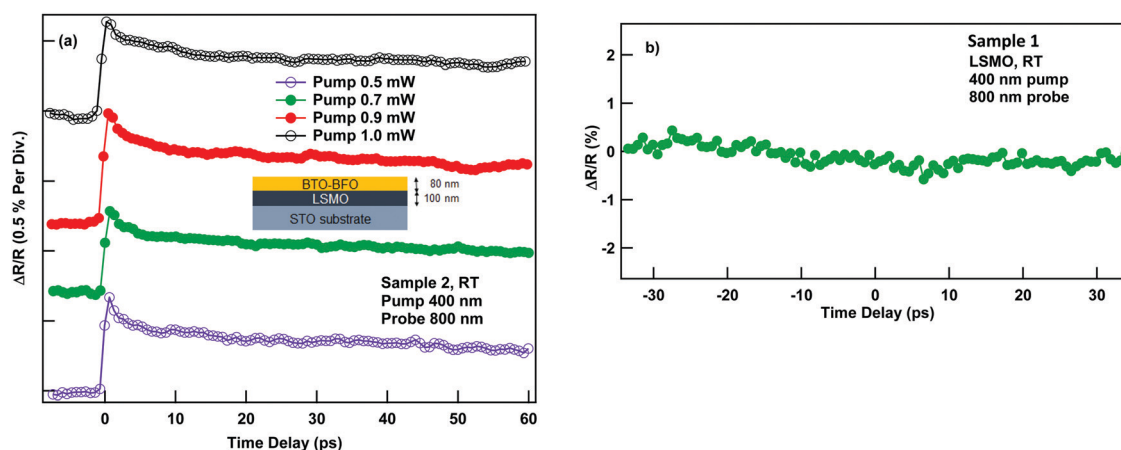 (a)
Pump 0.5 mW
Pump 0.7 mW
Pump 0.9 mW
Pump 1.0 mW
BTO-BFO
80 nm
LSMO
100 nm
STO substrate
Sample 2, RT
Pump 400 nm
Probe 800 nm
ΔR/R (0.5 % Per Div.)
0 10 20 30 40 50 60
Time Delay (ps)
b)
Sample 1
LSMO, RT
400 nm pump
800 nm probe
ΔR/R (%)
2
1
0
-1
-2
-30 -20 -10 0 10 20 30
Time Delay (ps)